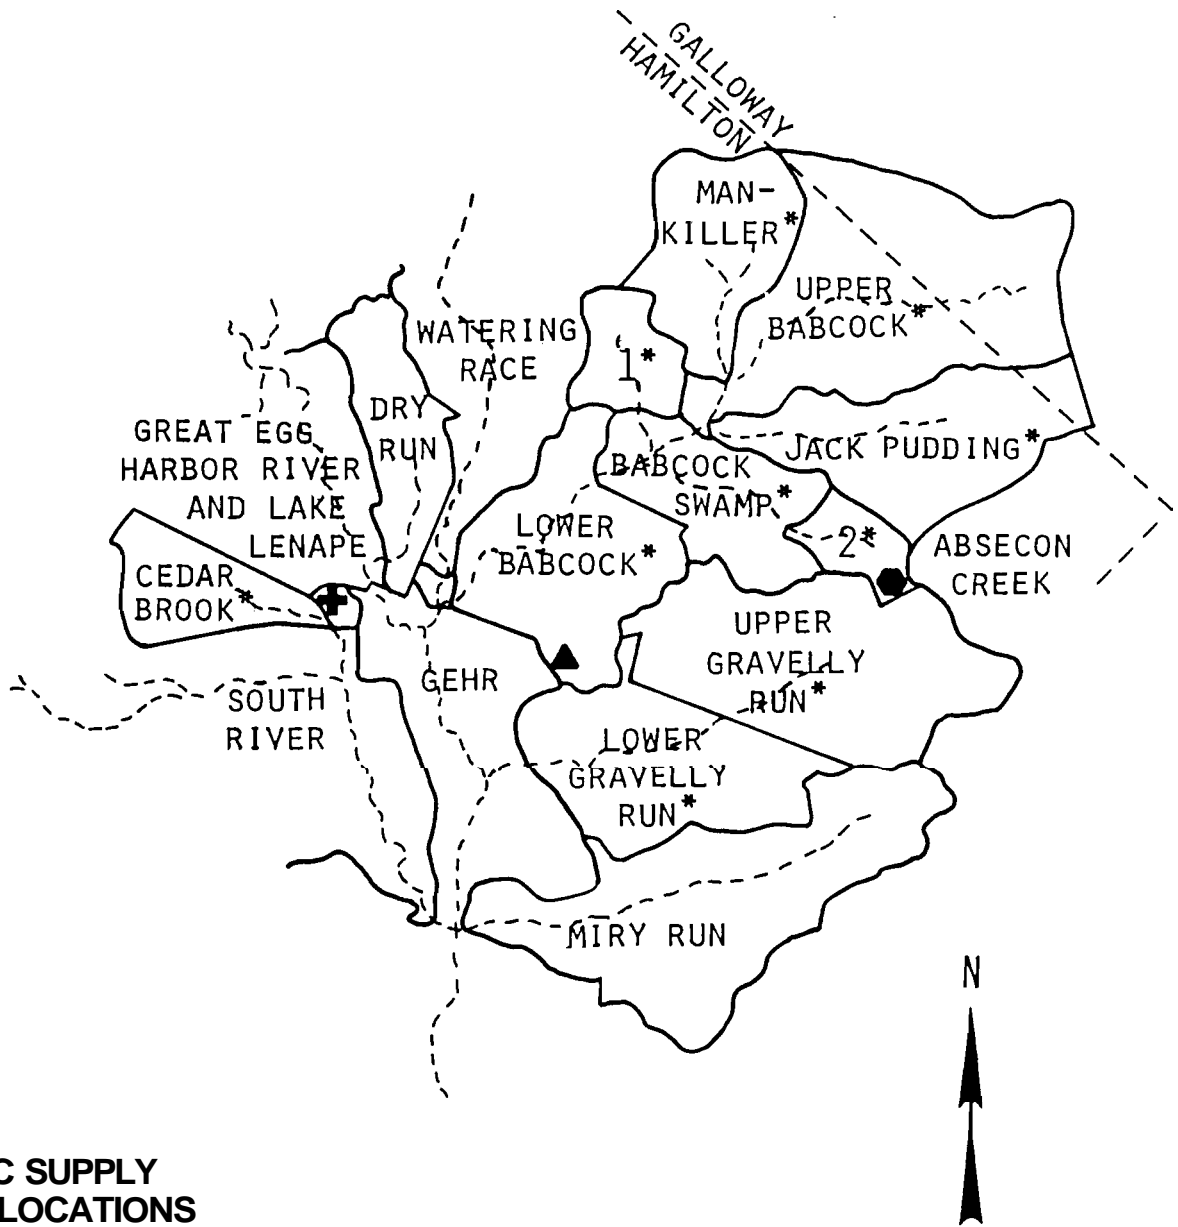 GALLOWAY
HAMILTON
MAN-
KILLER*
UPPER
BABCOCK*
WATERING
RACE
1*
DRY
RUN
GREAT EGG
HARBOR RIVER
AND LAKE
LENAPE
JACK PUDDING*
BABCOCK
SWAMP*
LOWER
BABCOCK*
2*
ABSECON
CREEK
CEDAR
BROOK*
UPPER
GRAVELLY
RUN*
GEHR
SOUTH
RIVER
LOWER
GRAVELLY
RUN*
MIRY RUN
N
C SUPPLY
LOCATIONS